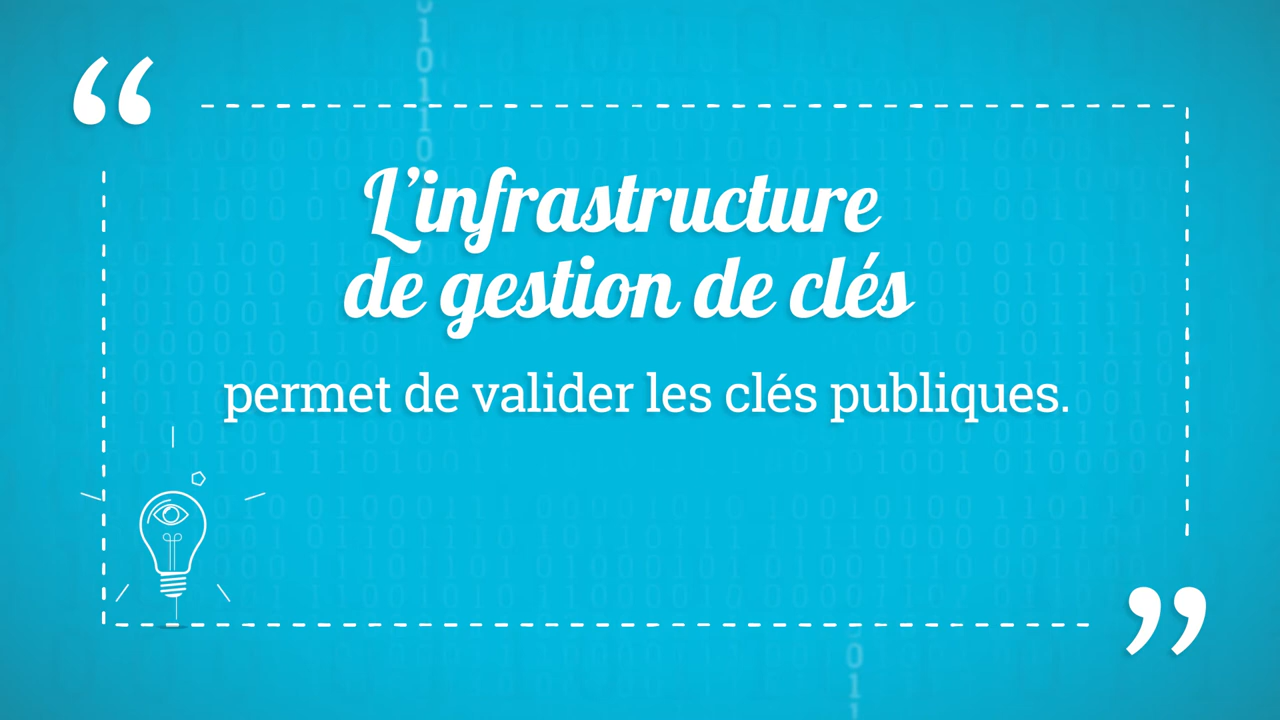 “
L’infrastructure
de gestion de clés
permet de valider les clés publiques.
”